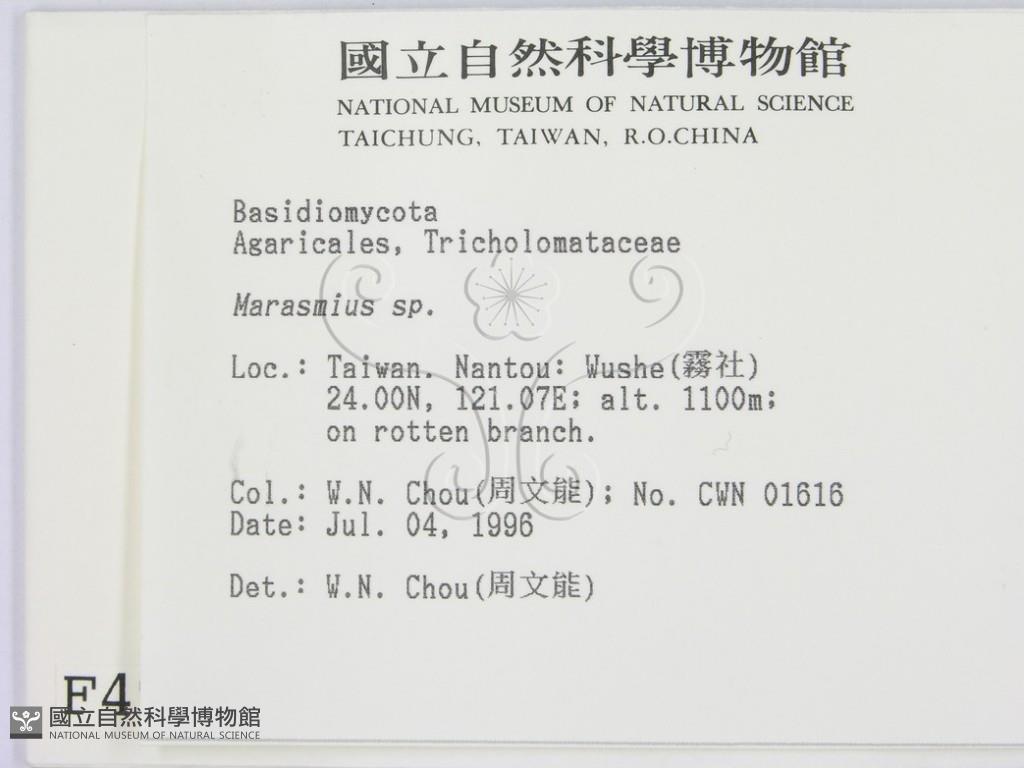 國立自然科學博物館
NATIONAL MUSEUM OF NATURAL SCIENCE
TAICHUNG, TAIWAN, R.O.CHINA
Basidiomycota
Agaricales, Tricholomataceae
Marasmius sp.
Loc.: Taiwan. Nantou: Wushe(霧社)
24.00N, 121.07E; alt. 1100m;
on rotten branch.
Col.: W.N. Chou(周文能); No. CWN 01616
Date: Jul. 04, 1996
Det.: W.N. Chou(周文能)
F4
國立自然科學博物館
NATIONAL MUSEUM OF NATURAL SCIENCE